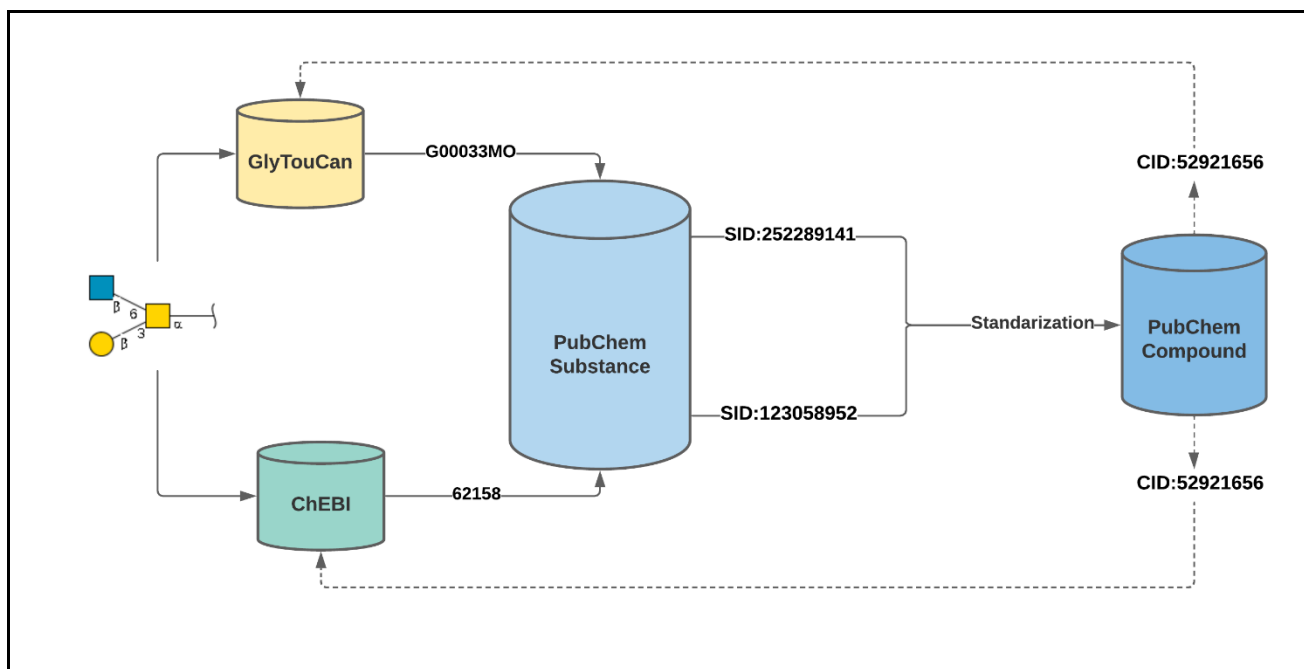 GlyTouCan
G00033MO
CID:52921656
SID:252289141
β
6
α
3
β
PubChem
Substance
Standarization
PubChem
Compound
SID:123058952
ChEBI
62158
CID:52921656